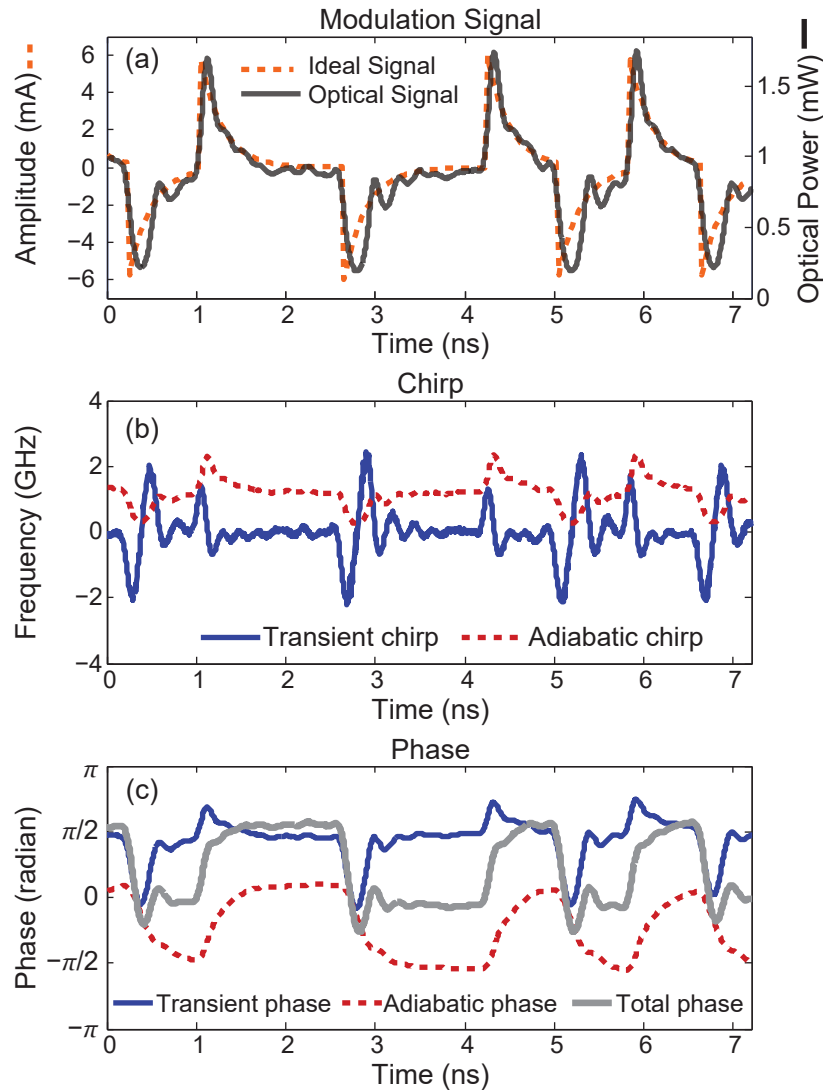 Modulation Signal
(a)
Ideal Signal
Optical Signal
Amplitude (mA)
6
4
2
0
−2
−4
−6
Optical Power (mW)
1.5
1
0.5
0
0 1 2 3 4 5 6 7
Time (ns)
Chirp
(b)
Frequency (GHz)
4
2
0
−2
−4
Transient chirp Adiabatic chirp
0 1 2 3 4 5 6 7
Time (ns)
Phase
(c)
Phase (radian)
π
π/2
0
−π/2
−π
Transient phase Adiabatic phase Total phase
0 1 2 3 4 5 6 7
Time (ns)